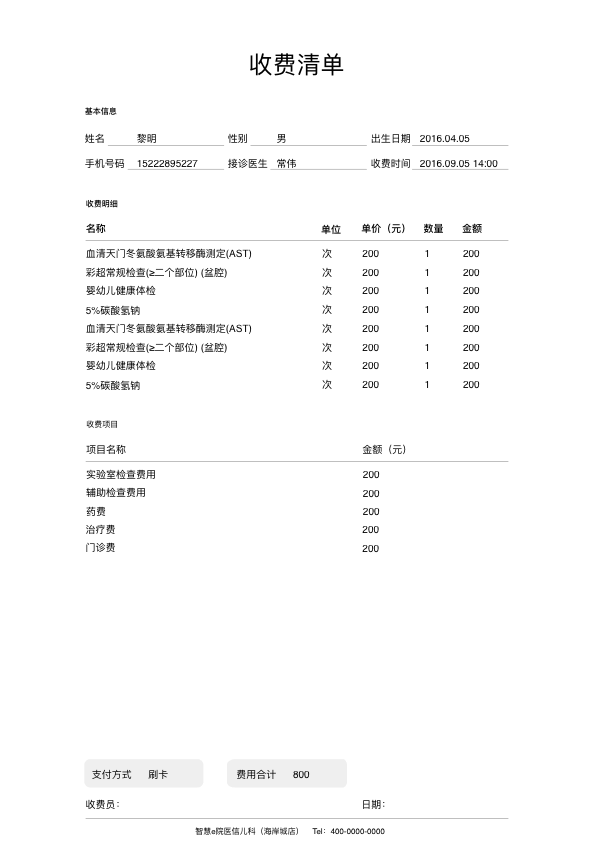 收费清单
基本信息
姓名 黎明 性别 男 出生日期 2016.04.05
手机号码 15222895227 接诊医生 常伟 收费时间 2016.09.05 14:00
收费明细
名称 单位 单价（元） 数量 金额
血清天门冬氨酸氨基转移酶测定(AST) 次 200 1 200
彩超常规检查(≥二个部位) (盆腔) 次 200 1 200
婴幼儿健康体检 次 200 1 200
5%碳酸氢钠 次 200 1 200
血清天门冬氨酸氨基转移酶测定(AST) 次 200 1 200
彩超常规检查(≥二个部位) (盆腔) 次 200 1 200
婴幼儿健康体检 次 200 1 200
5%碳酸氢钠 次 200 1 200
收费项目
项目名称 金额（元）
实验室检查费用 200
辅助检查费用 200
药费 200
治疗费 200
门诊费 200
支付方式 刷卡 费用合计 800
收费员： 日期：
智慧e院医信儿科（海岸城店） Tel：400-0000-0000